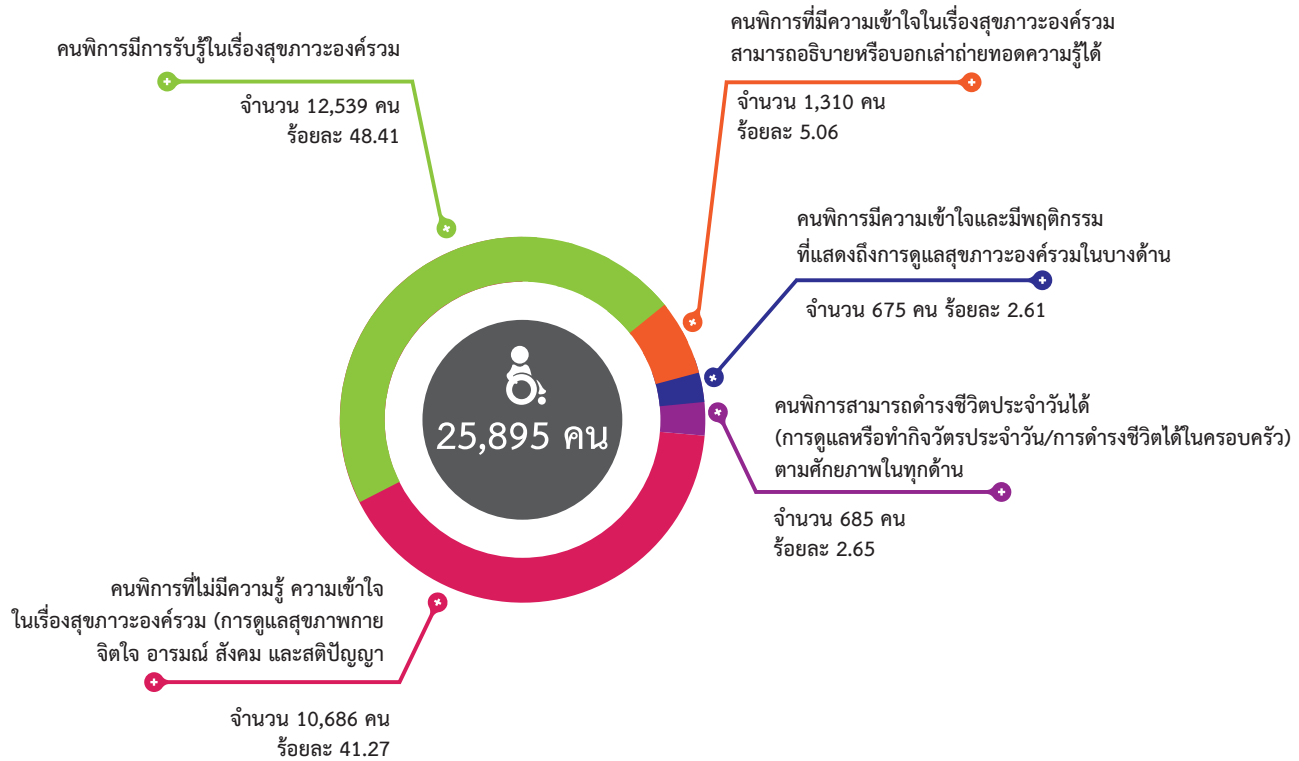 คนพิการมีการรับรู้ในเรื่องสุขภาวะองค์รวม
จำนวน 12,539 คน
ร้อยละ 48.41
คนพิการที่มีความเข้าใจในเรื่องสุขภาวะองค์รวม
สามารถอธิบายหรือบอกเล่าถ่ายทอดความรู้ได้
จำนวน 1,310 คน
ร้อยละ 5.06
คนพิการมีความเข้าใจและมีพฤติกรรม
ที่แสดงถึงการดูแลสุขภาวะองค์รวมในบางด้าน
จำนวน 675 คน ร้อยละ 2.61
25,895 คน
คนพิการสามารถดำรงชีวิตประจำวันได้
(การดูแลหรือทำกิจวัตรประจำวัน/การดำรงชีวิตได้ในครอบครัว)
ตามศักยภาพในทุกด้าน
จำนวน 685 คน
ร้อยละ 2.65
คนพิการที่ไม่มีความรู้ ความเข้าใจ
ในเรื่องสุขภาวะองค์รวม (การดูแลสุขภาพกาย
จิตใจ อารมณ์ สังคม และสติปัญญา
จำนวน 10,686 คน
ร้อยละ 41.27